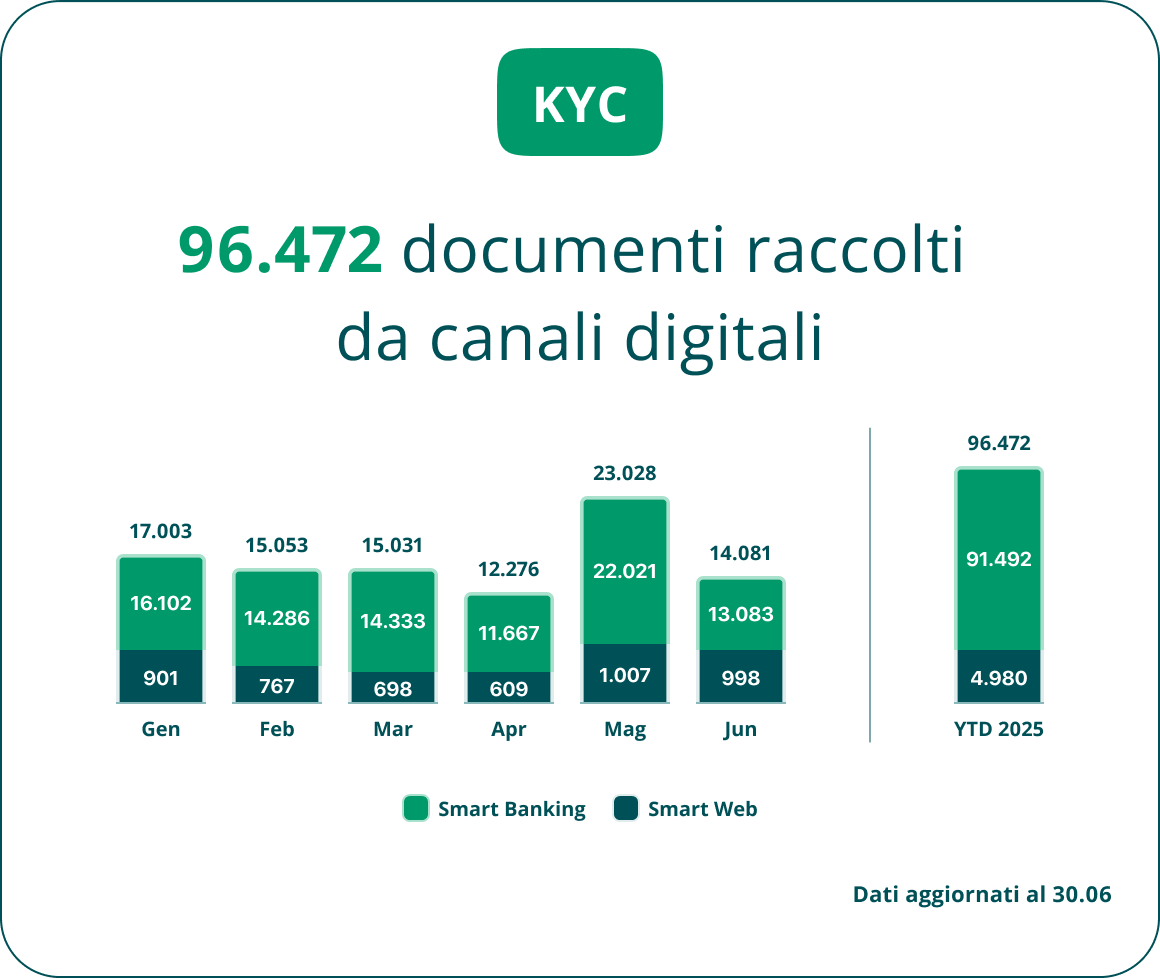 KYC
96.472 documenti raccolti
da canali digitali
17.003
16.102
901
Gen
15.053
14.286
767
Feb
15.031
14.333
698
Mar
12.276
11.667
609
Apr
23.028
22.021
1.007
Mag
14.081
13.083
998
Jun
96.472
91.492
4.980
YTD 2025
Smart Banking
Smart Web
Dati aggiornati al 30.06